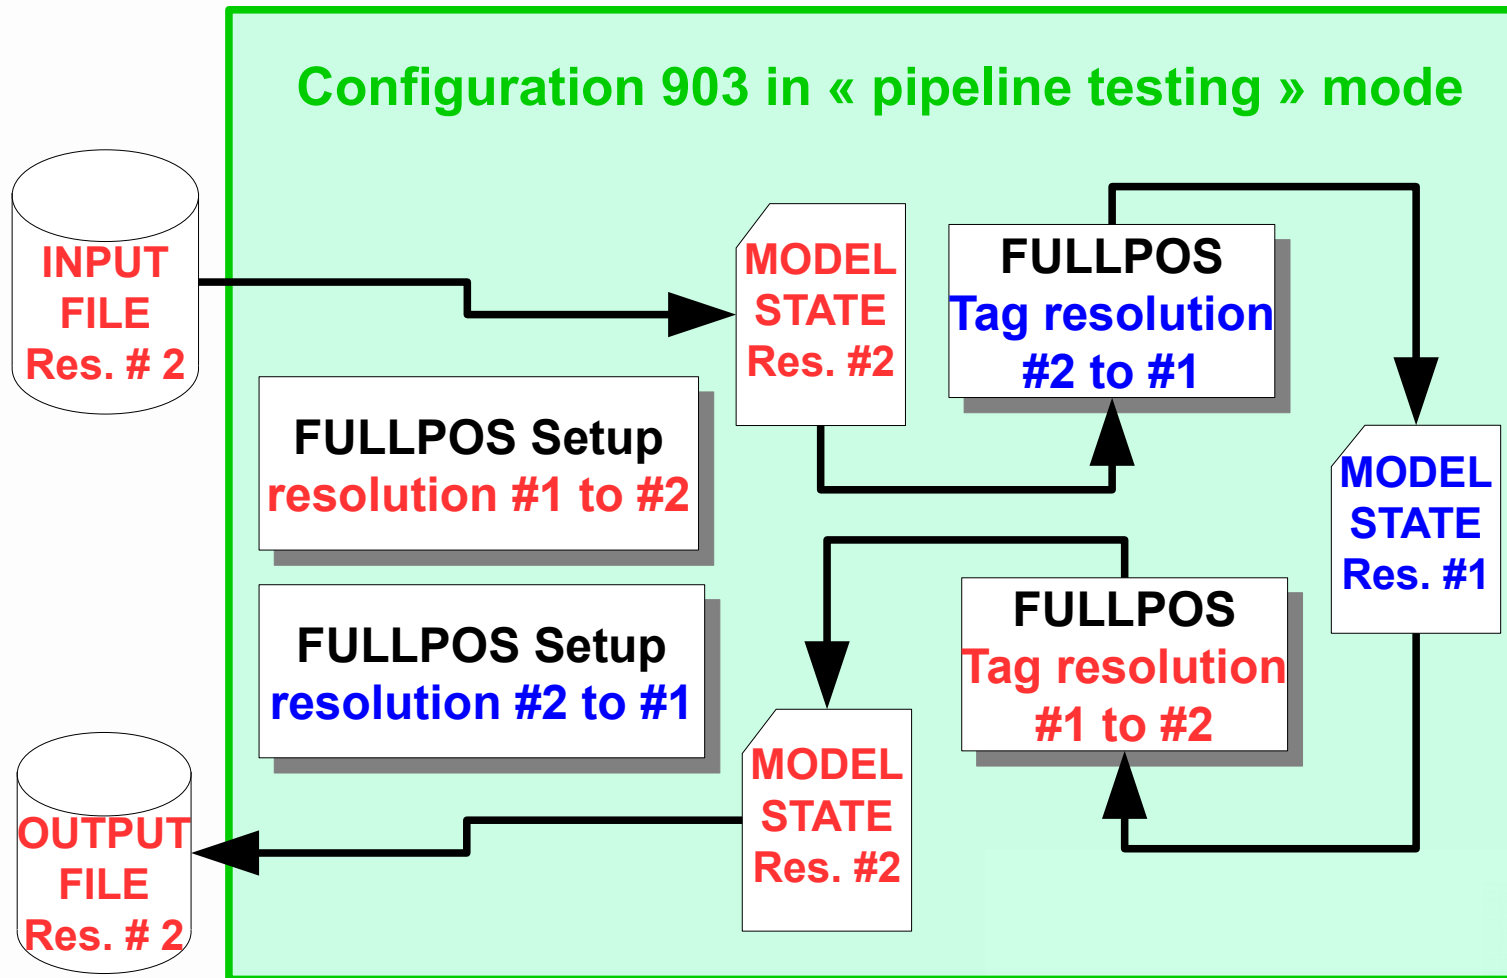 Configuration 903 in « pipeline testing » mode
INPUT
FILE
Res. # 2
MODEL
STATE
Res. #2
FULLPOS
Tag resolution
#2 to #1
FULLPOS Setup
resolution #1 to #2
MODEL
STATE
Res. #1
FULLPOS Setup
resolution #2 to #1
FULLPOS
Tag resolution
#1 to #2
MODEL
STATE
Res. #2
OUTPUT
FILE
Res. # 2